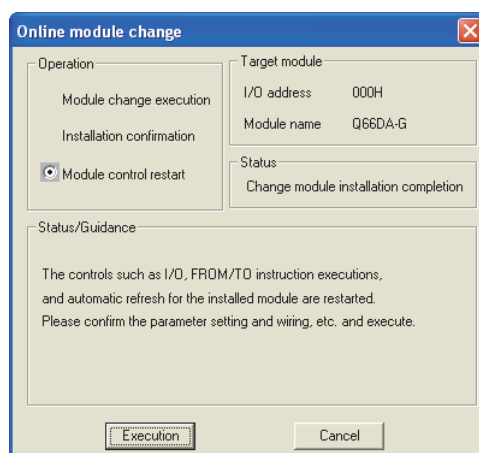 Online module change
Operation
Module change execution
Installation confirmation
Module control restart
Target module
I/O address 000H
Module name Q66DA-G
Status
Change module installation completion
Status/Guidance
The controls such as I/O, FROM/TO instruction executions,
and automatic refresh for the installed module are restarted.
Please confirm the parameter setting and wiring, etc. and execute.
Execution
Cancel